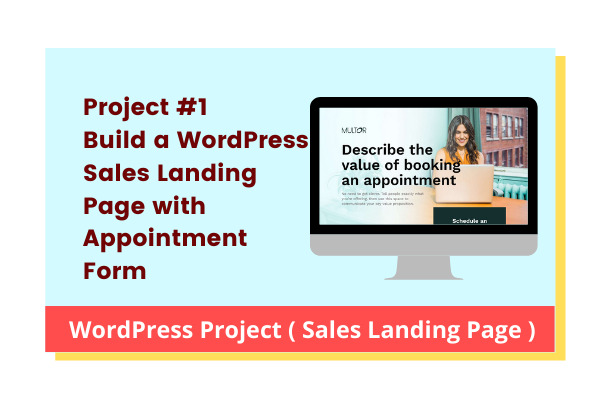 Project #1
Build a WordPress
Sales Landing
Page with
Appointment
Form
MULTOR
Describe the
value of booking
an appointment
Schedule an
WordPress Project ( Sales Landing Page )